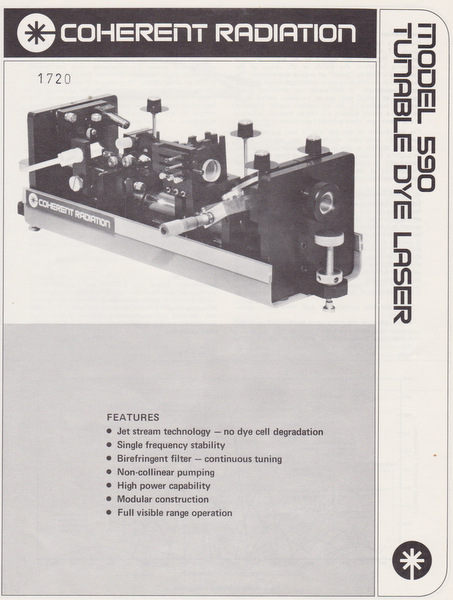 COHERENT RADIATION
MODEL 590
TUNABLE DYE LASER
1720
COHERENT RADIATION
FEATURES
• Jet stream technology — no dye cell degradation
• Single frequency stability
• Birefringent filter — continuous tuning
• Non-collinear pumping
• High power capability
• Modular construction
• Full visible range operation